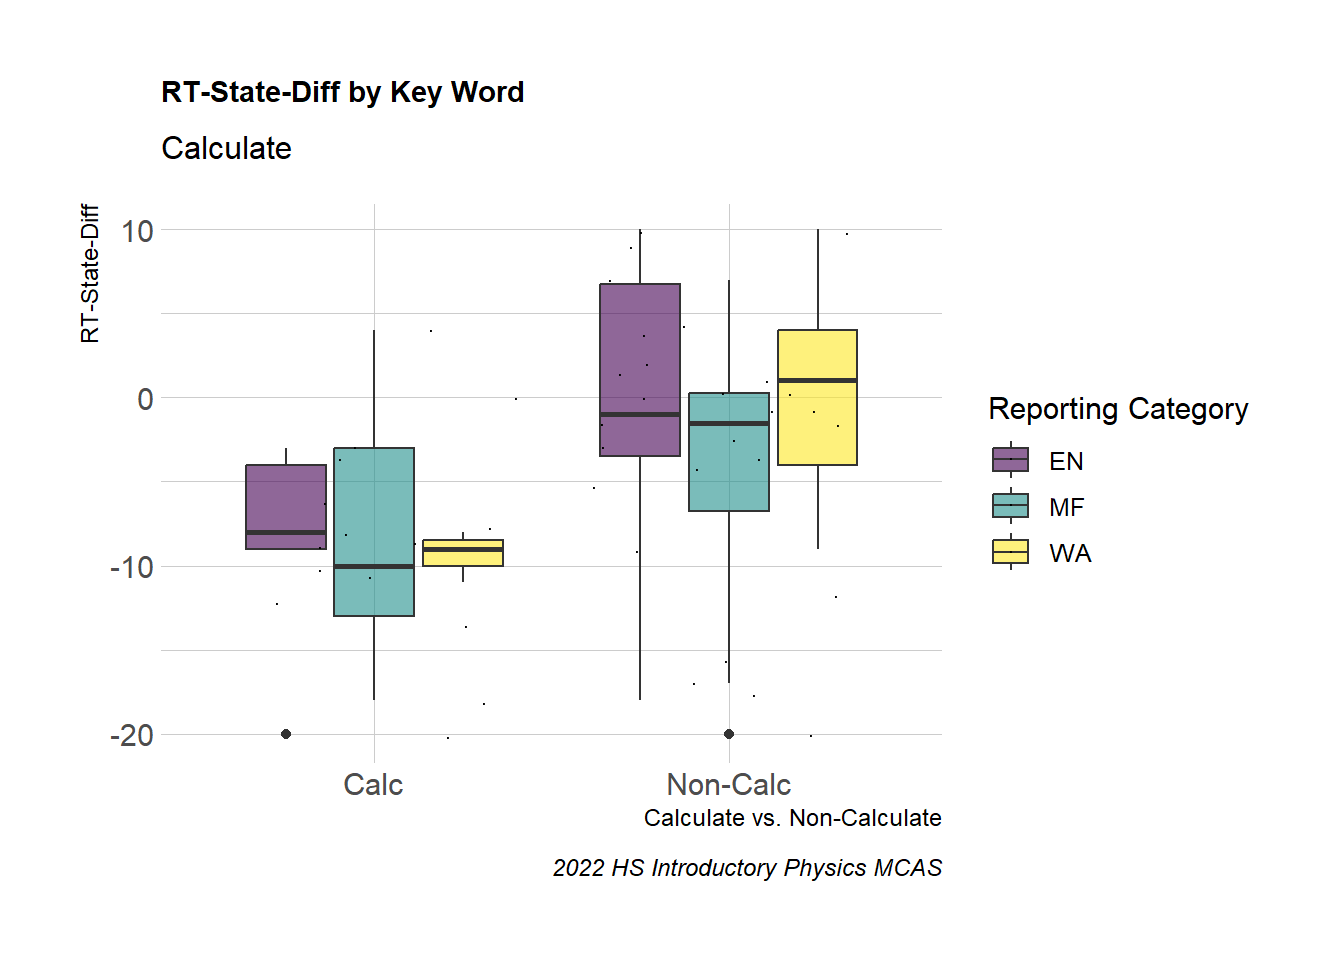 RT-State-Diff by Key Word
Calculate
RT-State-Diff
10
0
-10
-20
Calc
Non-Calc
Calculate vs. Non-Calculate
2022 HS Introductory Physics MCAS
Reporting Category
EN
MF
WA